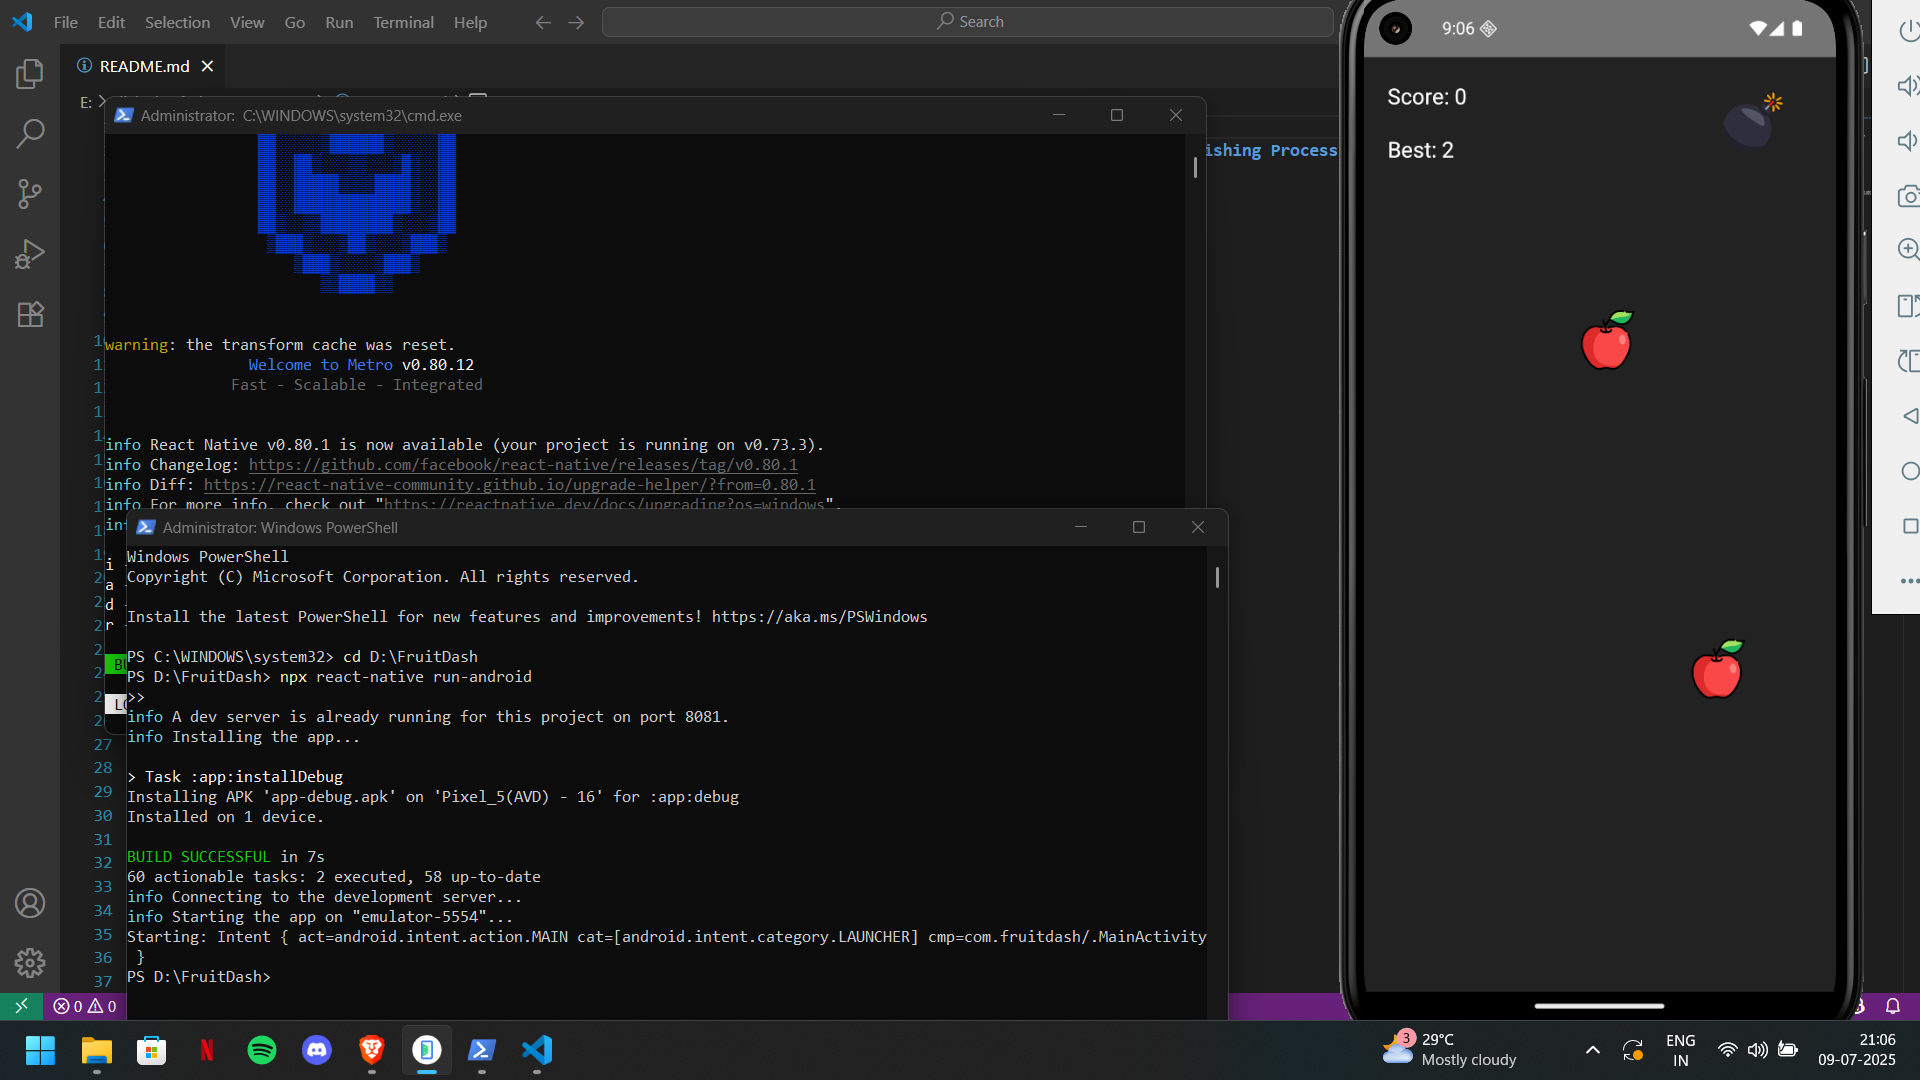 File Edit Selection View Go Run Terminal Help
Search
README.md
E:
Administrator: C:\WINDOWS\system32\cmd.exe
ishing Process
warning: the transform cache was reset.
Welcome to Metro v0.80.12
Fast - Scalable - Integrated
info React Native v0.80.1 is now available (your project is running on v0.73.3).
info Changelog: https://github.com/facebook/react-native/releases/tag/v0.80.1
info Diff: https://react-native-community.github.io/upgrade-helper/?from=0.80.1
info For more info, check out "https://reactnative.dev/docs/upgrading?os=windows".
i
a
d
r
Administrator: Windows PowerShell
Windows PowerShell
Copyright (C) Microsoft Corporation. All rights reserved.
Install the latest PowerShell for new features and improvements! https://aka.ms/PSWindows
PS C:\WINDOWS\system32> cd D:\FruitDash
PS D:\FruitDash> npx react-native run-android
>>
info A dev server is already running for this project on port 8081.
info Installing the app...
> Task :app:installDebug
Installing APK 'app-debug.apk' on 'Pixel_5(AVD) - 16' for :app:debug
Installed on 1 device.
BUILD SUCCESSFUL in 7s
60 actionable tasks: 2 executed, 58 up-to-date
info Connecting to the development server...
info Starting the app on "emulator-5554"...
Starting: Intent { act=android.intent.action.MAIN cat=[android.intent.category.LAUNCHER] cmp=com.fruitdash/.MainActivity
}
PS D:\FruitDash>
27
28
29
30
31
32
33
34
35
36
37
0 0
9:06
Score: 0
Best: 2
3
29°C
Mostly cloudy
ENG
IN
21:06
09-07-2025